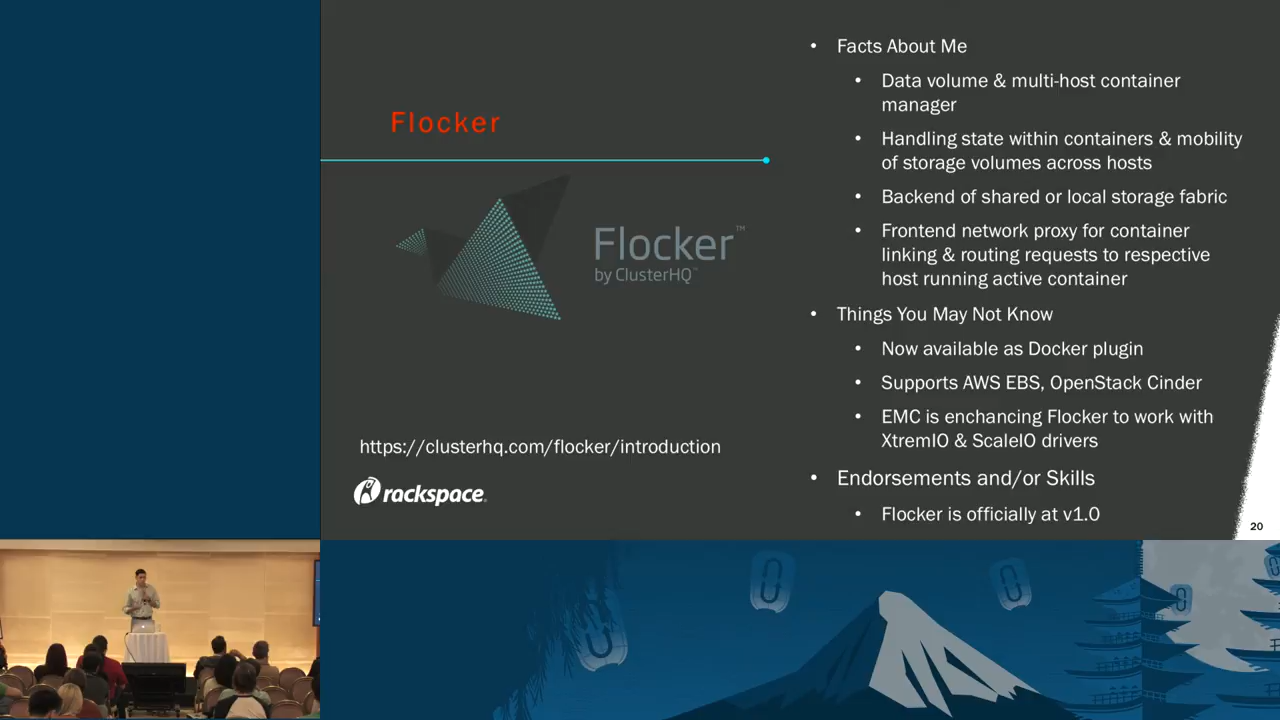 Flocker
Flocker™
by ClusterHQ™
https://clusterhq.com/flocker/introduction
rackspace.
• Facts About Me
• Data volume & multi-host container
manager
• Handling state within containers & mobility
of storage volumes across hosts
• Backend of shared or local storage fabric
• Frontend network proxy for container
linking & routing requests to respective
host running active container
• Things You May Not Know
• Now available as Docker plugin
• Supports AWS EBS, OpenStack Cinder
• EMC is enchancing Flocker to work with
XtremIO & ScaleIO drivers
• Endorsements and/or Skills
• Flocker is officially at v1.0
20